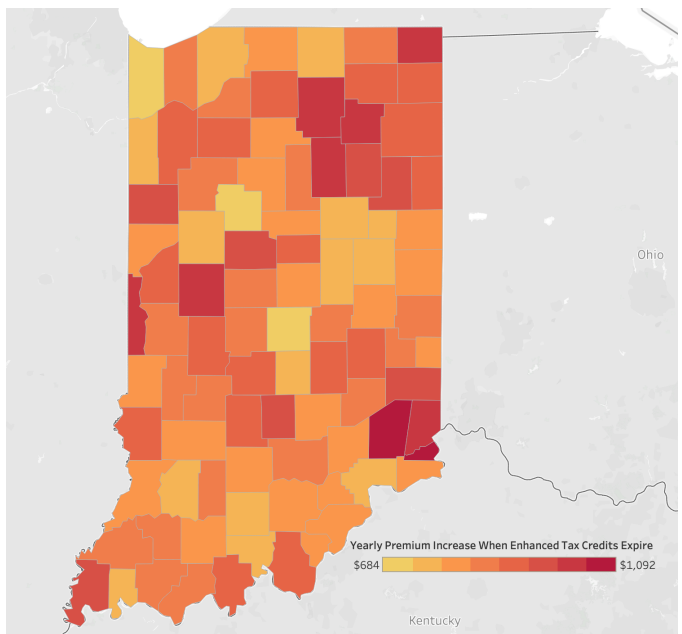 Ohio
Yearly Premium Increase When Enhanced Tax Credits Expire
$684 $1,092
Kentucky